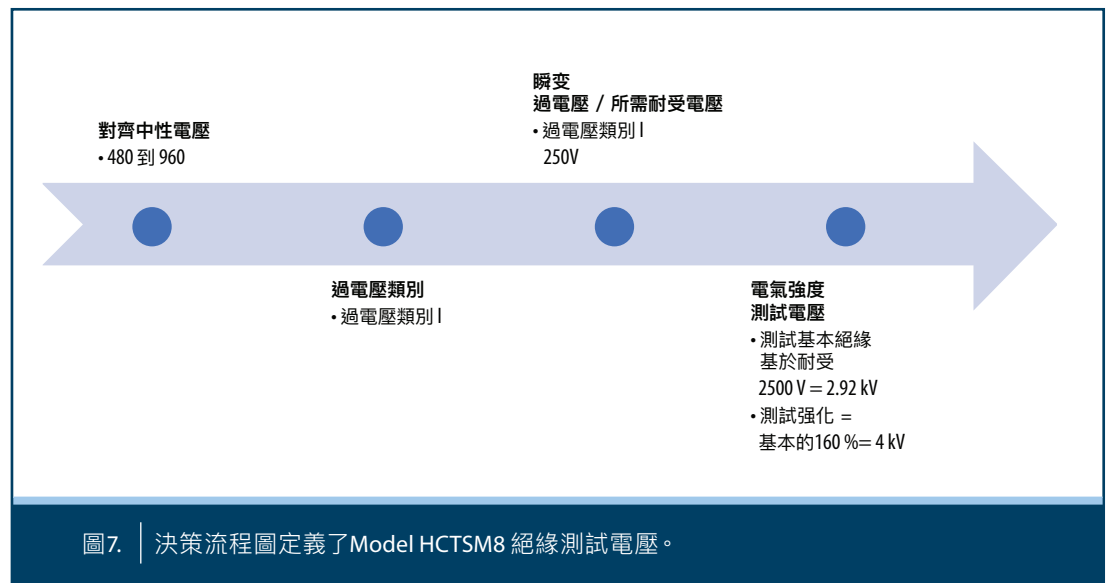 對齊中性電壓
• 480 到 960
過電壓類別
• 過電壓類別 I
瞬变
過電壓 / 所需耐受電壓
• 過電壓類別 I
250V
電氣強度
測試電壓
• 測試基本絕緣
基於耐受
2500 V = 2.92 kV
• 測試强化 =
基本的160 %= 4 kV
圖7. 決策流程圖定義了Model HCTSM8 絕緣測試電壓。